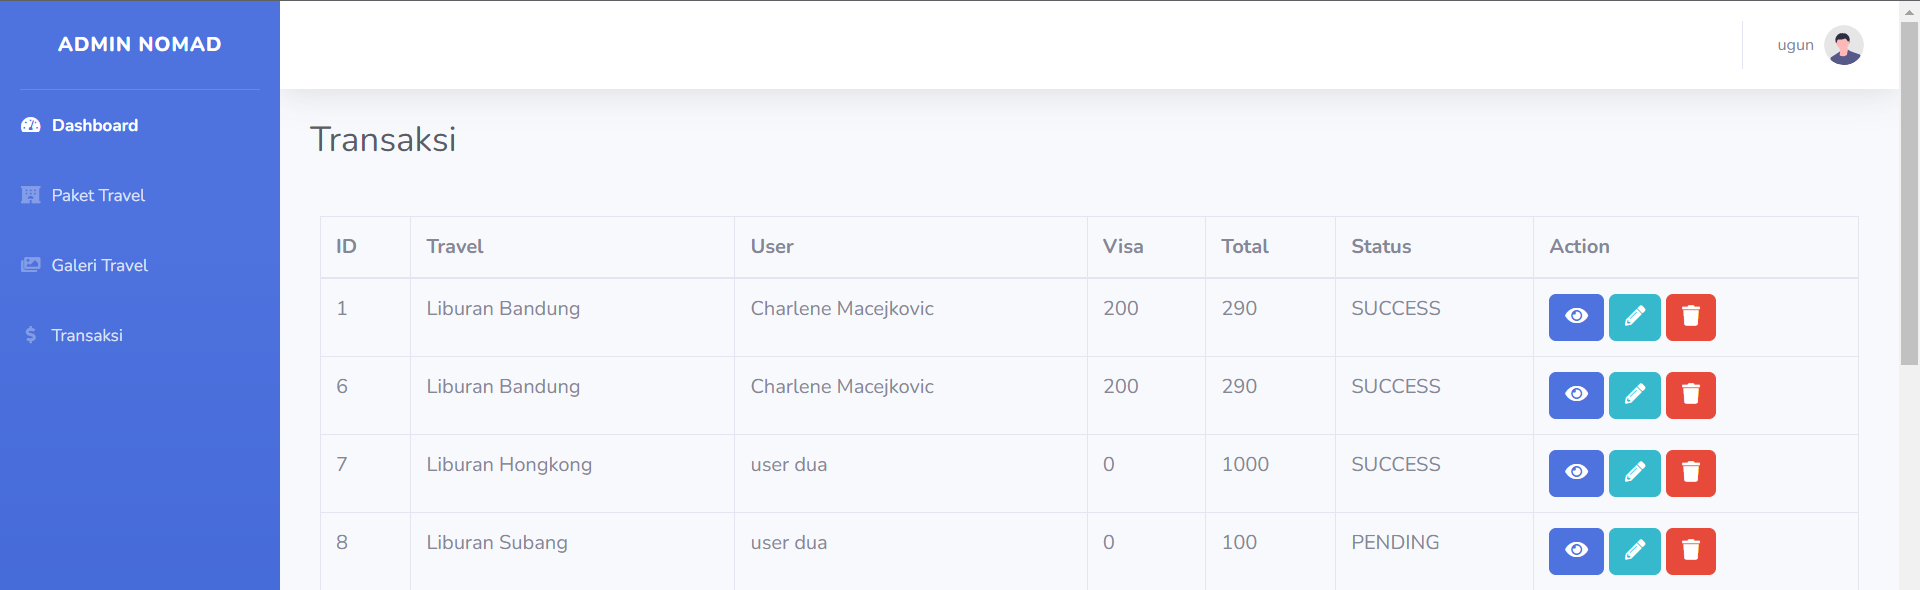 ADMIN NOMAD
ugun
Dashboard
Paket Travel
Galeri Travel
Transaksi
Transaksi
ID Travel User Visa Total Status Action
1 Liburan Bandung Charlene Macejkovic 200 290 SUCCESS
6 Liburan Bandung Charlene Macejkovic 200 290 SUCCESS
7 Liburan Hongkong user dua 0 1000 SUCCESS
8 Liburan Subang user dua 0 100 PENDING